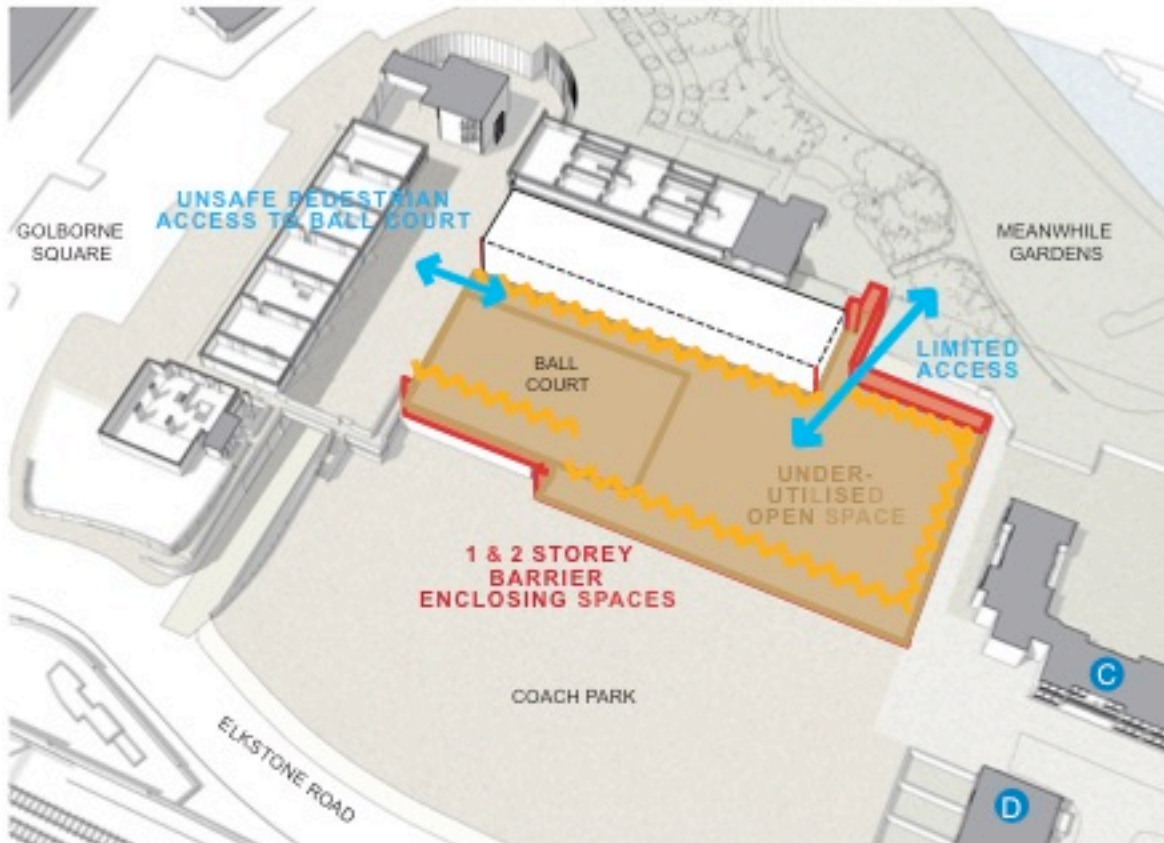 UNSAFE PEDESTRIAN
ACCESS TO BALL COURT
GOLBORNE
SQUARE
MEANWHILE
GARDENS
LIMITED
ACCESS
BALL
COURT
UNDER-
UTILISED
OPEN SPACE
1 & 2 STOREY
BARRIER
ENCLOSING SPACES
COACH PARK
C
ELKSTONE ROAD
D